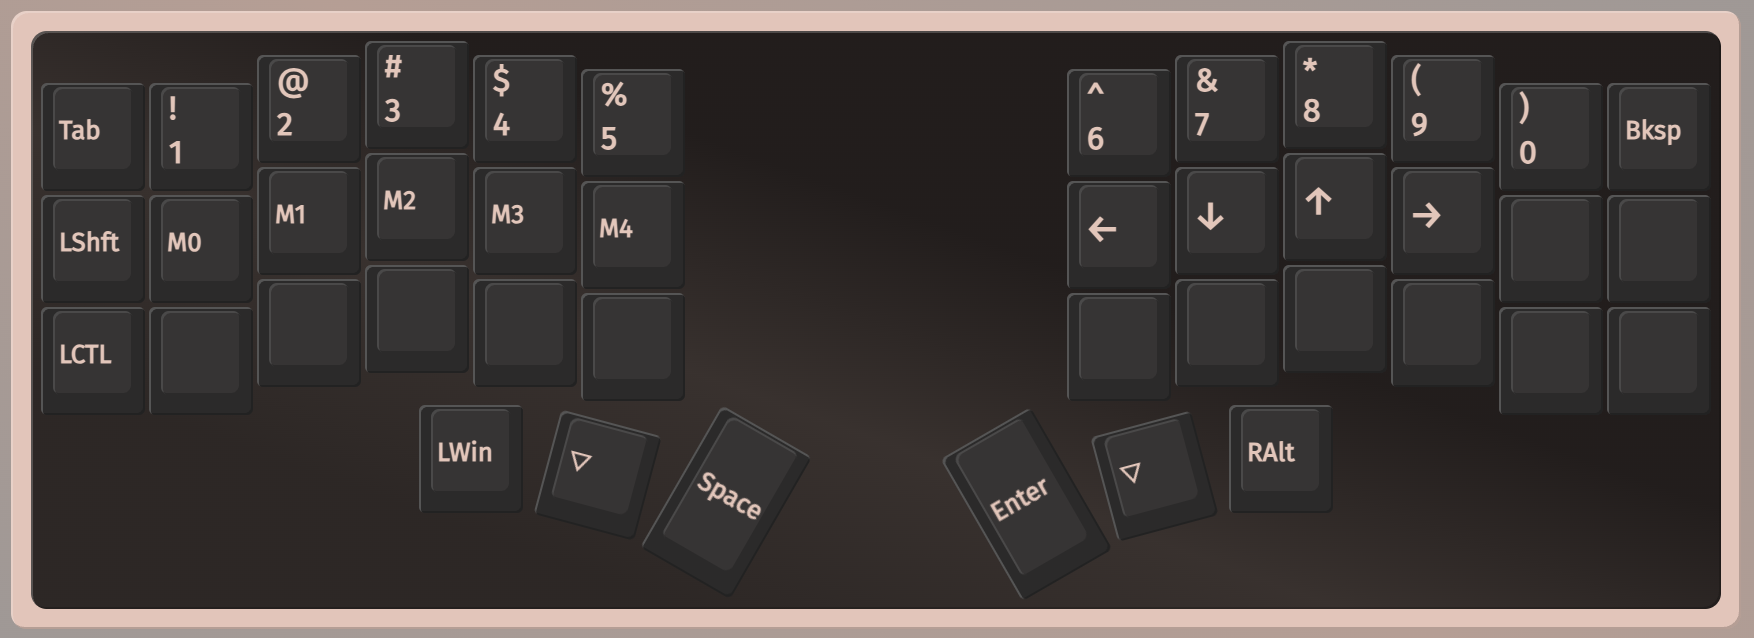 Tab ! 1 @ 2 # 3 $ 4 % 5 ^ 6 & 7 * 8 ( 9 ) 0 Bksp
LShft M0 M1 M2 M3 M4 ← ↓ ↑ →
LCTL
LWin ▽ Space Enter ▽ RAlt